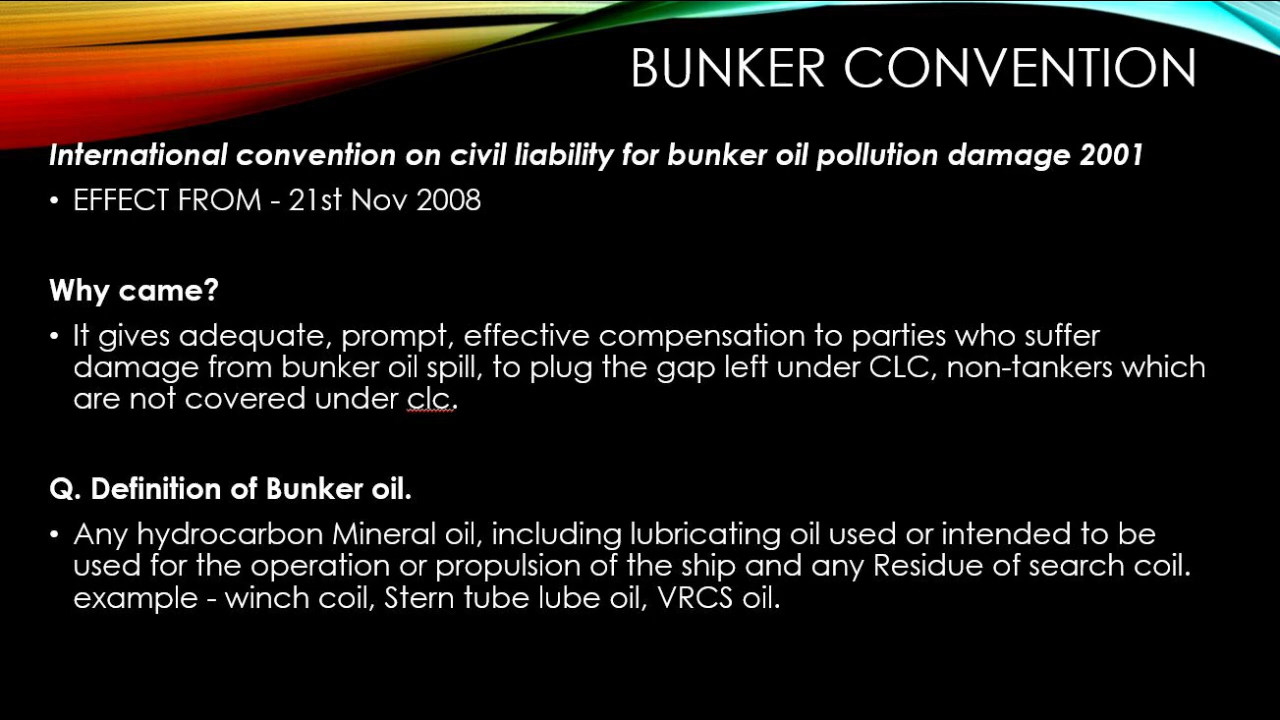 BUNKER CONVENTION
International convention on civil liability for bunker oil pollution damage 2001
• EFFECT FROM - 21st Nov 2008
Why came?
• It gives adequate, prompt, effective compensation to parties who suffer
damage from bunker oil spill, to plug the gap left under CLC, non-tankers which
are not covered under clc.
Q. Definition of Bunker oil.
• Any hydrocarbon Mineral oil, including lubricating oil used or intended to be
used for the operation or propulsion of the ship and any Residue of search coil.
example - winch coil, Stern tube lube oil, VRCS oil.